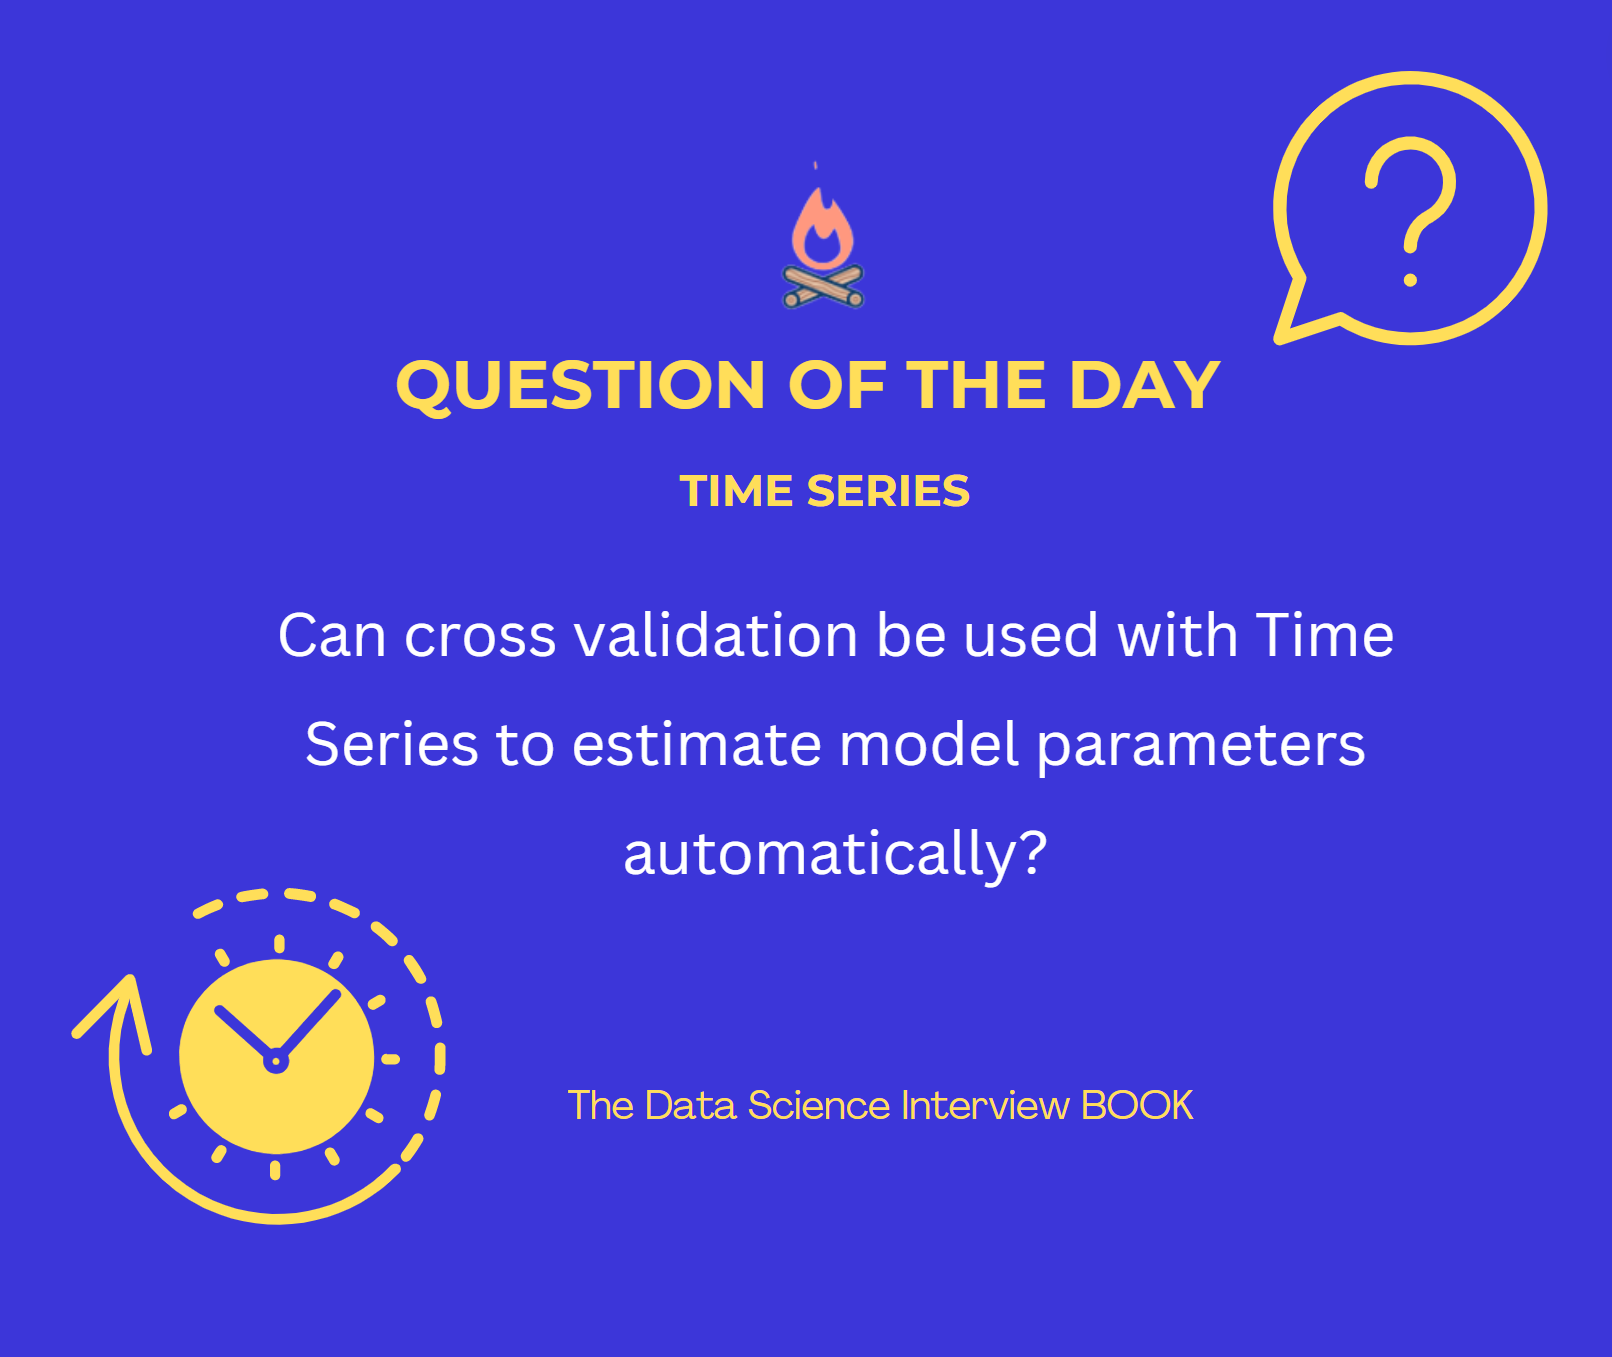 QUESTION OF THE DAY
TIME SERIES
Can cross validation be used with Time
Series to estimate model parameters
automatically?
The Data Science Interview BOOK